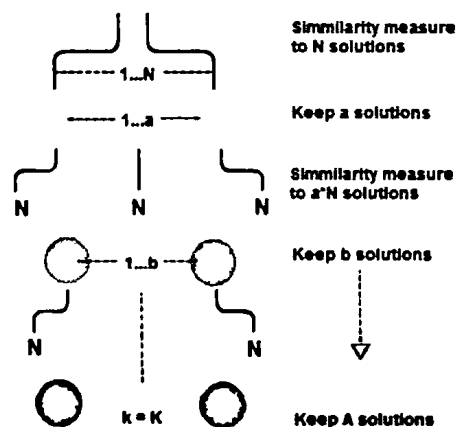 Simmilarity measure
to N solutions
1...N
1...a
Keep a solutions
Simmilarity measure
to a*N solutions
N N N
1...b
Keep b solutions
N N
k = K
Keep A solutions